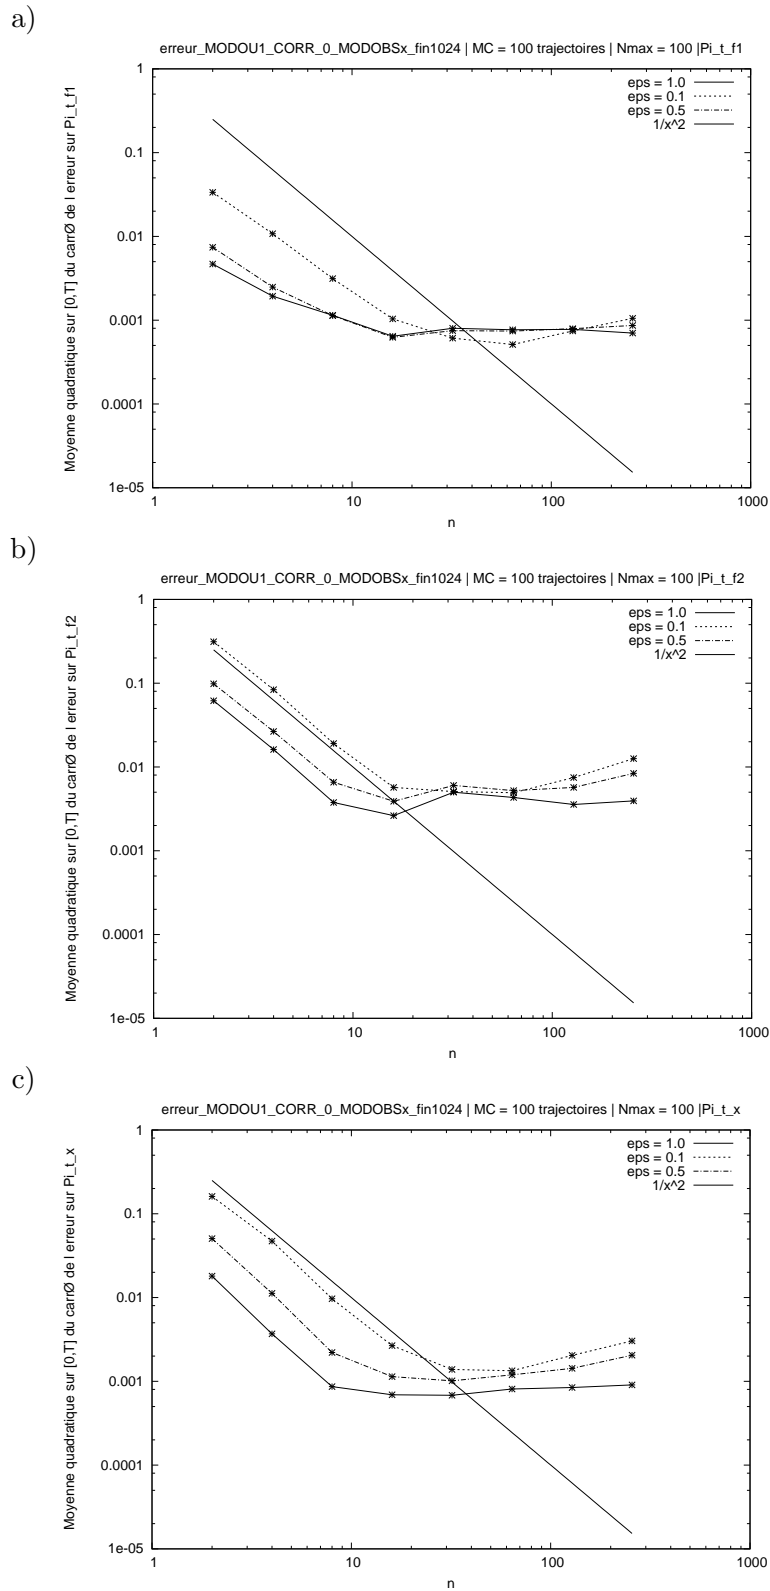 a)
erreur_MODOU1_CORR_0_MODOBSx_fin1024 | MC = 100 trajectoires | Nmax = 100 |Pi_t_f1
Moyenne quadratique sur [0,T] du carrØ de l erreur sur Pi_t_f1
1
0.1
0.01
0.001
0.0001
1e-05
eps = 1.0
eps = 0.1
eps = 0.5
1/x^2
1 10 100 1000
n
b)
erreur_MODOU1_CORR_0_MODOBSx_fin1024 | MC = 100 trajectoires | Nmax = 100 |Pi_t_f2
Moyenne quadratique sur [0,T] du carrØ de l erreur sur Pi_t_f2
1
0.1
0.01
0.001
0.0001
1e-05
eps = 1.0
eps = 0.1
eps = 0.5
1/x^2
1 10 100 1000
n
c)
erreur_MODOU1_CORR_0_MODOBSx_fin1024 | MC = 100 trajectoires | Nmax = 100 |Pi_t_x
Moyenne quadratique sur [0,T] du carrØ de l erreur sur Pi_t_x
1
0.1
0.01
0.001
0.0001
1e-05
eps = 1.0
eps = 0.1
eps = 0.5
1/x^2
1 10 100 1000
n